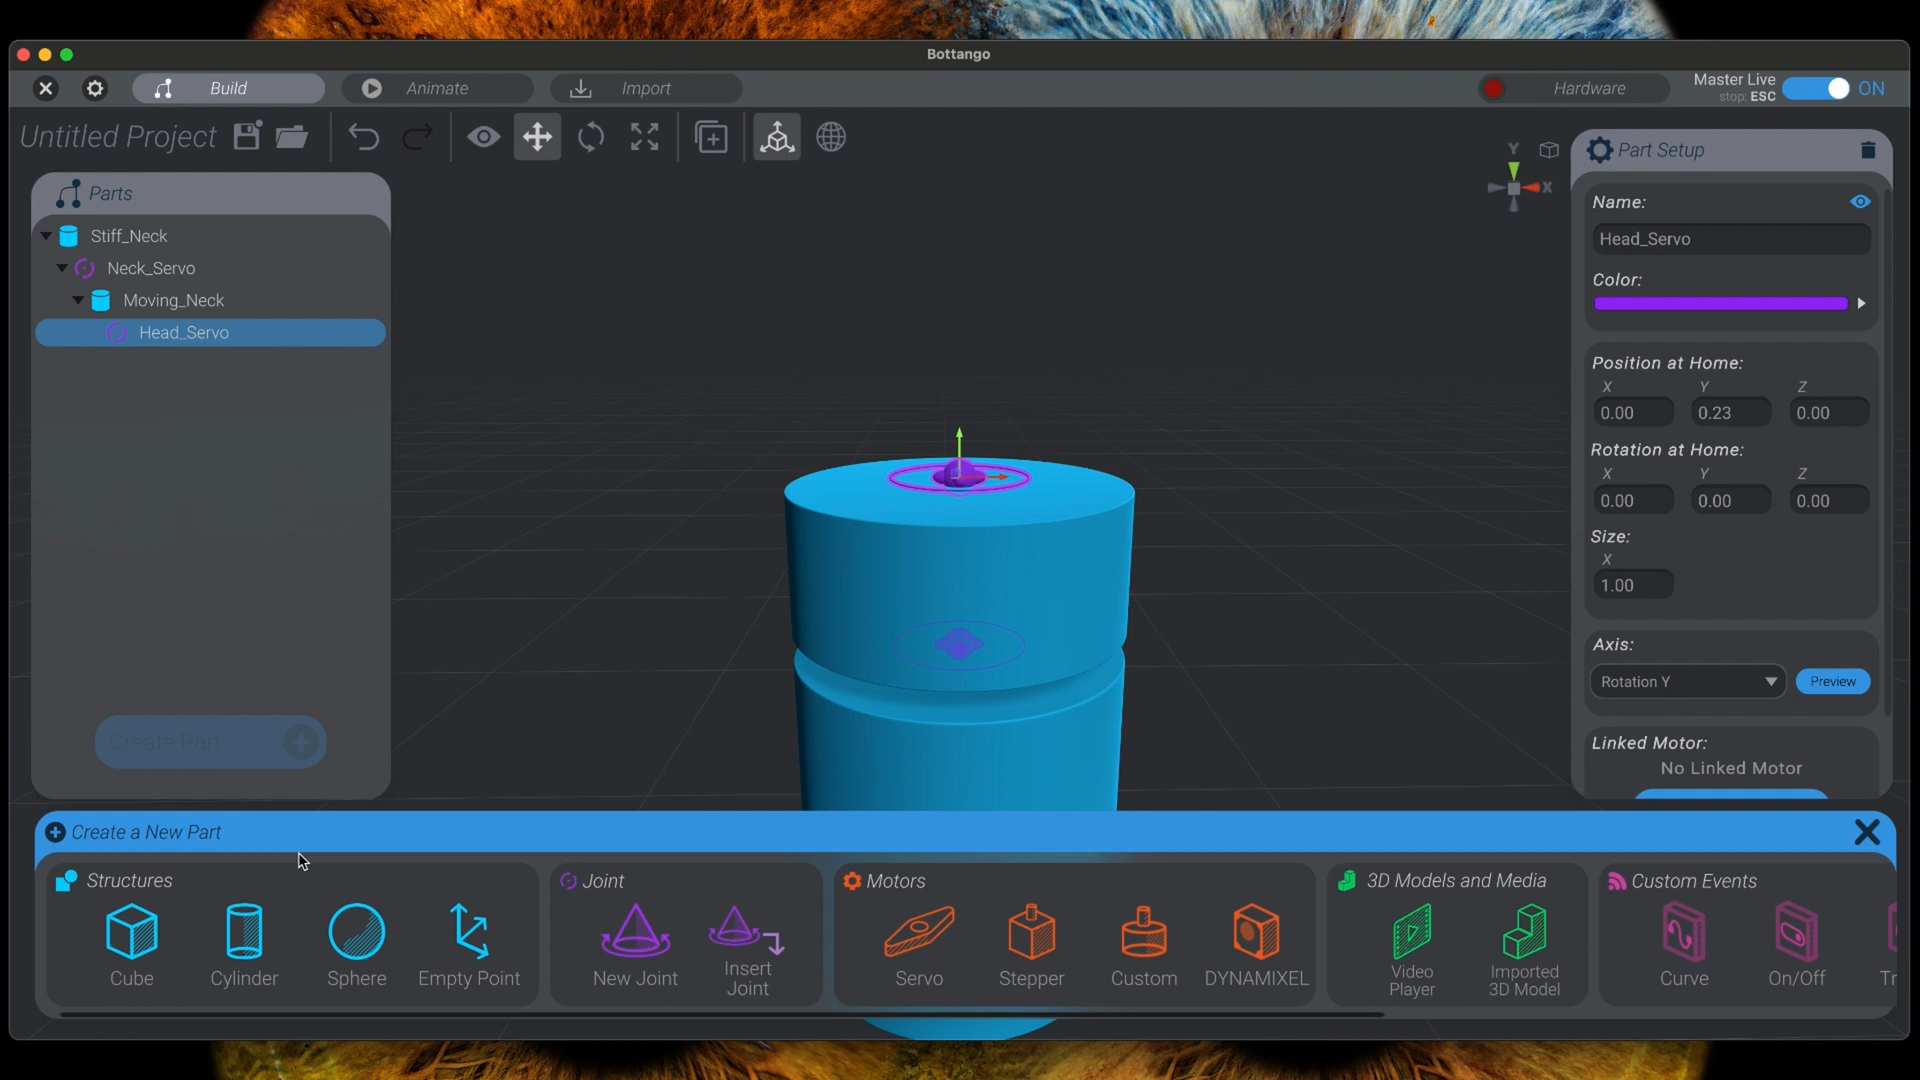 Bottango
Build
Animate
Import
Hardware
Master Live
stop: ESC
ON
Untitled Project
Parts
Stiff_Neck
Neck_Servo
Moving_Neck
Head_Servo
Create Part
Y
X
Part Setup
Name:
Head_Servo
Color:
Position at Home:
X Y Z
0.00 0.23 0.00
Rotation at Home:
X Y Z
0.00 0.00 0.00
Size:
X
1.00
Axis:
Rotation Y
Preview
Linked Motor:
No Linked Motor
Create a New Part
Structures
Cube
Cylinder
Sphere
Empty Point
Joint
New Joint
Insert
Joint
Motors
Servo
Stepper
Custom
DYNAMIXEL
3D Models and Media
Video
Player
Imported
3D Model
Custom Events
Curve
On/Off
Tr